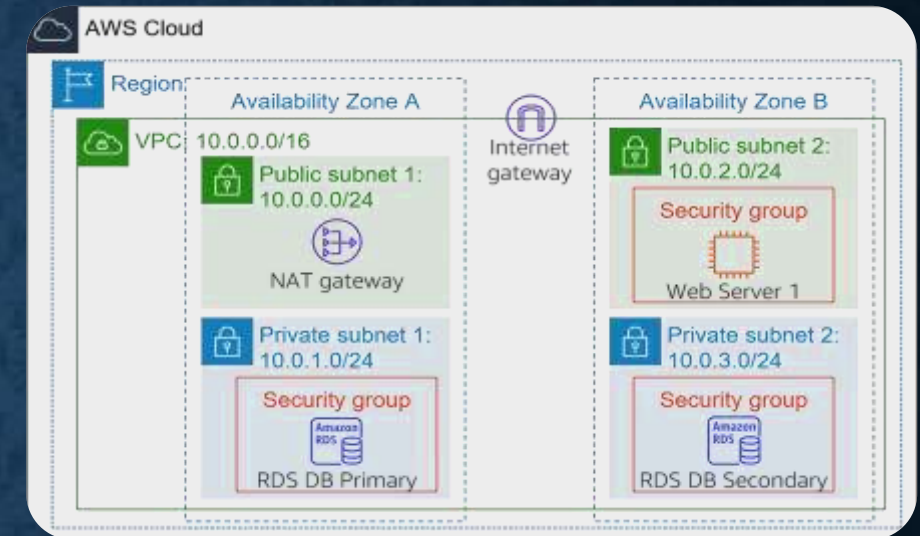 AWS Cloud
Region
Availability Zone A
VPC: 10.0.0.0/16
Public subnet 1:
10.0.0.0/24
NAT gateway
Private subnet 1:
10.0.1.0/24
Security group
Amazon
RDS
RDS DB Primary
Internet
gateway
Availability Zone B
Public subnet 2:
10.0.2.0/24
Security group
Web Server 1
Private subnet 2:
10.0.3.0/24
Security group
Amazon
RDS
RDS DB Secondary